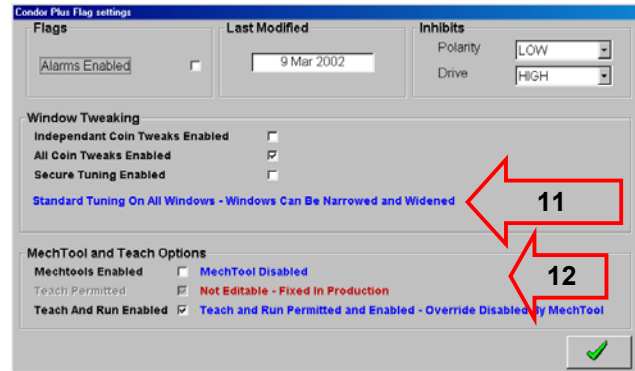 Condor Plus Flag settings
Flags
Last Modified
Inhibits
Alarms Enabled
9 Mar 2002
Polarity
LOW
Drive
HIGH
Window Tweaking
Independant Coin Tweaks Enabled
All Coin Tweaks Enabled
Secure Tuning Enabled
Standard Tuning On All Windows - Windows Can Be Narrowed and Widened
11
MechTool and Teach Options
Mechtools Enabled
MechTool Disabled
12
Teach Permitted
Not Editable - Fixed In Production
Teach And Run Enabled
Teach and Run Permitted and Enabled - Override Disabled By MechTool